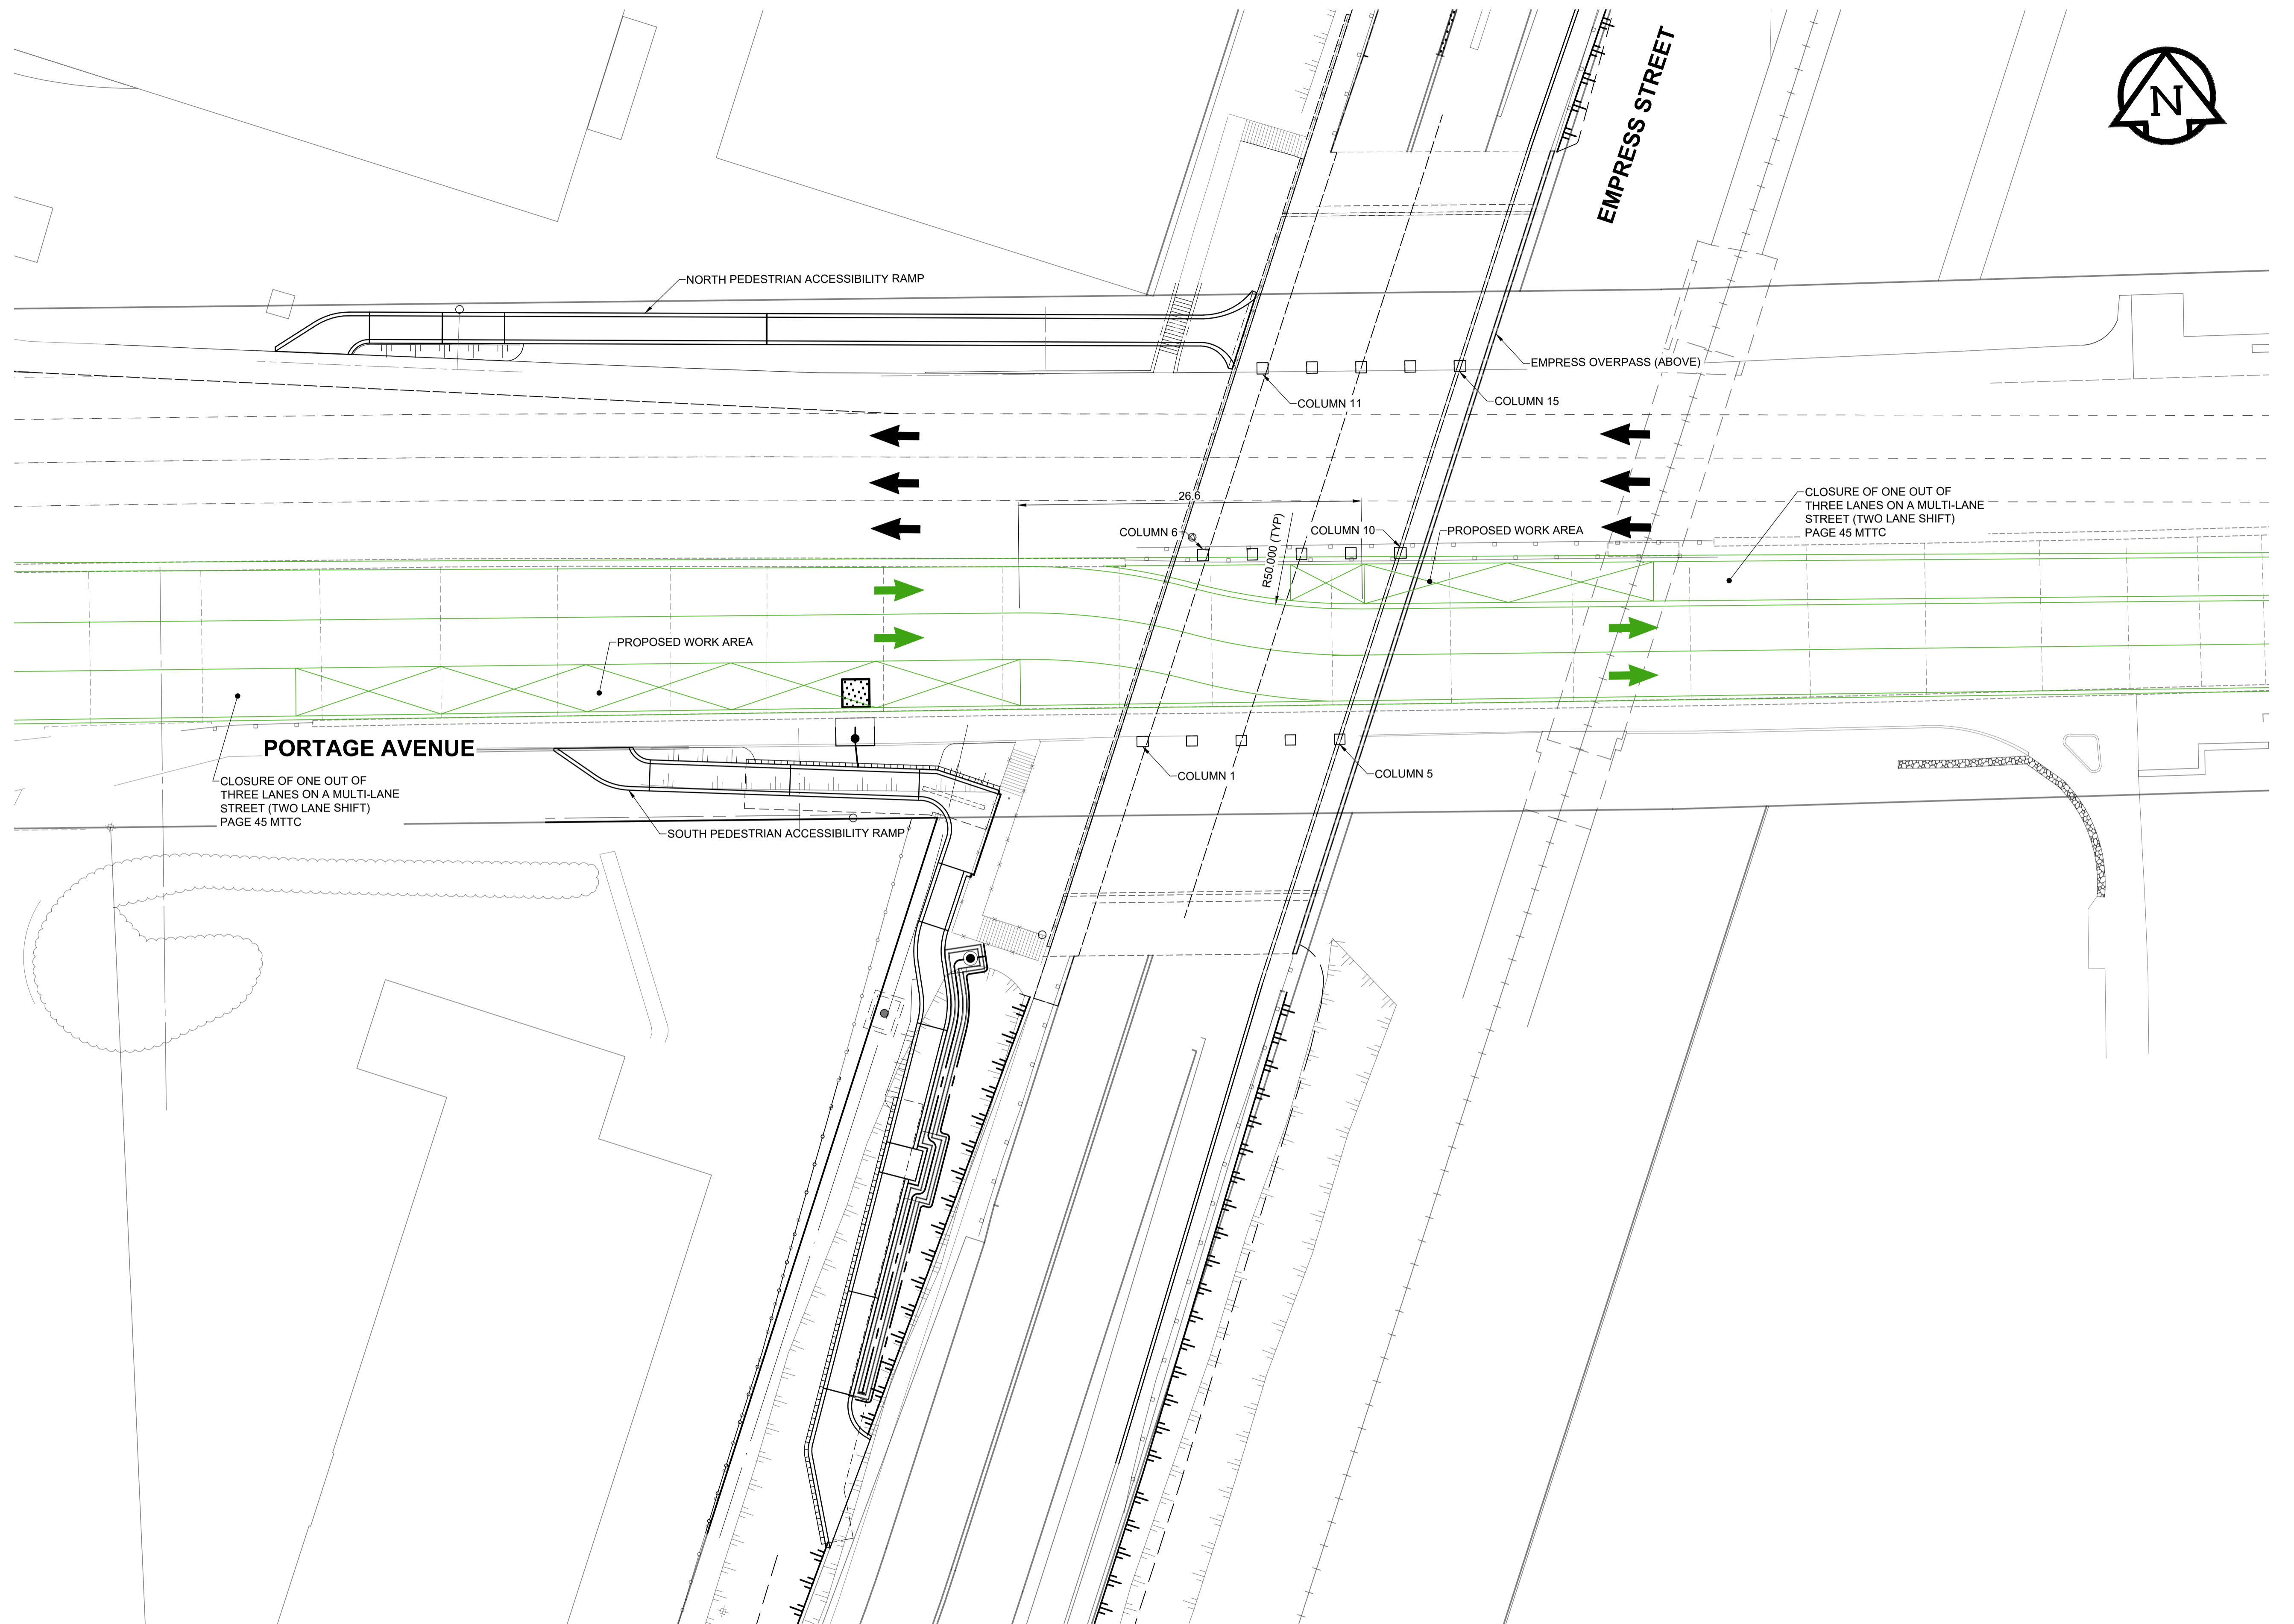 EMPRESS STREET
N
NORTH PEDESTRIAN ACCESSIBILITY RAMP
EMPRESS OVERPASS (ABOVE)
COLUMN 11
COLUMN 15
26.6
CLOSURE OF ONE OUT OF
THREE LANES ON A MULTI-LANE
STREET (TWO LANE SHIFT)
PAGE 45 MTTC
COLUMN 6
R50.000 (TYP)
COLUMN 10
PROPOSED WORK AREA
PROPOSED WORK AREA
PORTAGE AVENUE
COLUMN 1
COLUMN 5
CLOSURE OF ONE OUT OF
THREE LANES ON A MULTI-LANE
STREET (TWO LANE SHIFT)
PAGE 45 MTTC
SOUTH PEDESTRIAN ACCESSIBILITY RAMP